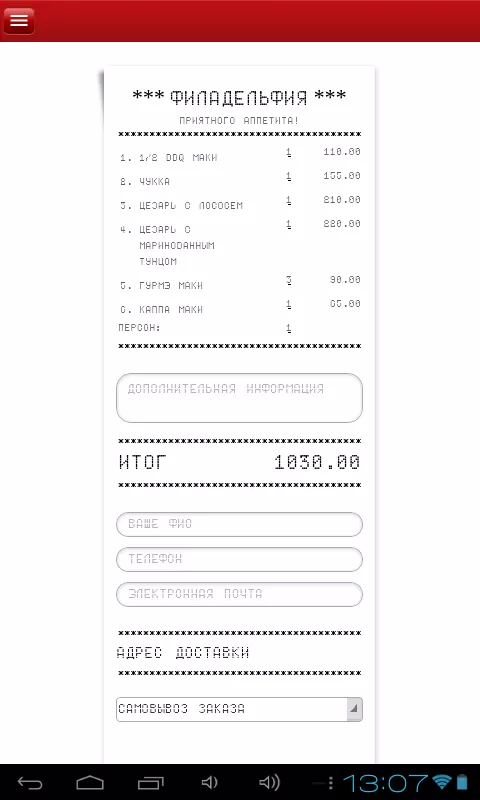 *** ФИЛАДЕЛЬФИЯ ***
ПРИЯТНОГО АППЕТИТА!
1. 1/2 DDQ МАКИ 1 110.00
2. ЧУККА 1 155.00
3. ЦЕЗАРЬ С ЛОСОСЕМ 1 210.00
4. ЦЕЗАРЬ С 1 220.00
МАРИНОВАННЫМ
ТУНЦОМ
5. ГУРМЭ МАКИ 3 90.00
6. КАППА МАКИ 1 65.00
ПЕРСОН: 1
ДОПОЛНИТЕЛЬНАЯ ИНФОРМАЦИЯ
ИТОГ 1030.00
ВАШЕ ФИО
ТЕЛЕФОН
ЭЛЕКТРОННАЯ ПОЧТА
АДРЕС ДОСТАВКИ
САМОВЫВОЗ ЗАКАЗА
13:07